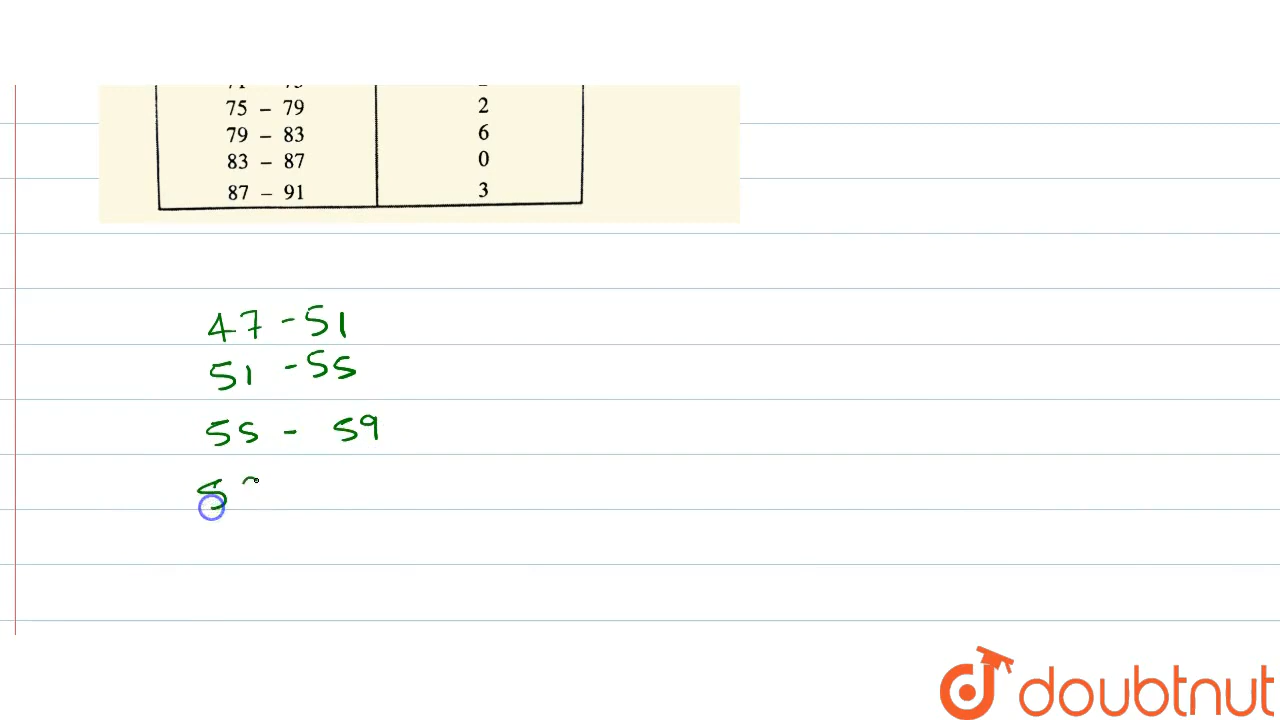 75 – 79 2
79 – 83 6
83 – 87 0
87 – 91 3
47 - 51
51 - 55
55 - 59
5
doubtnut